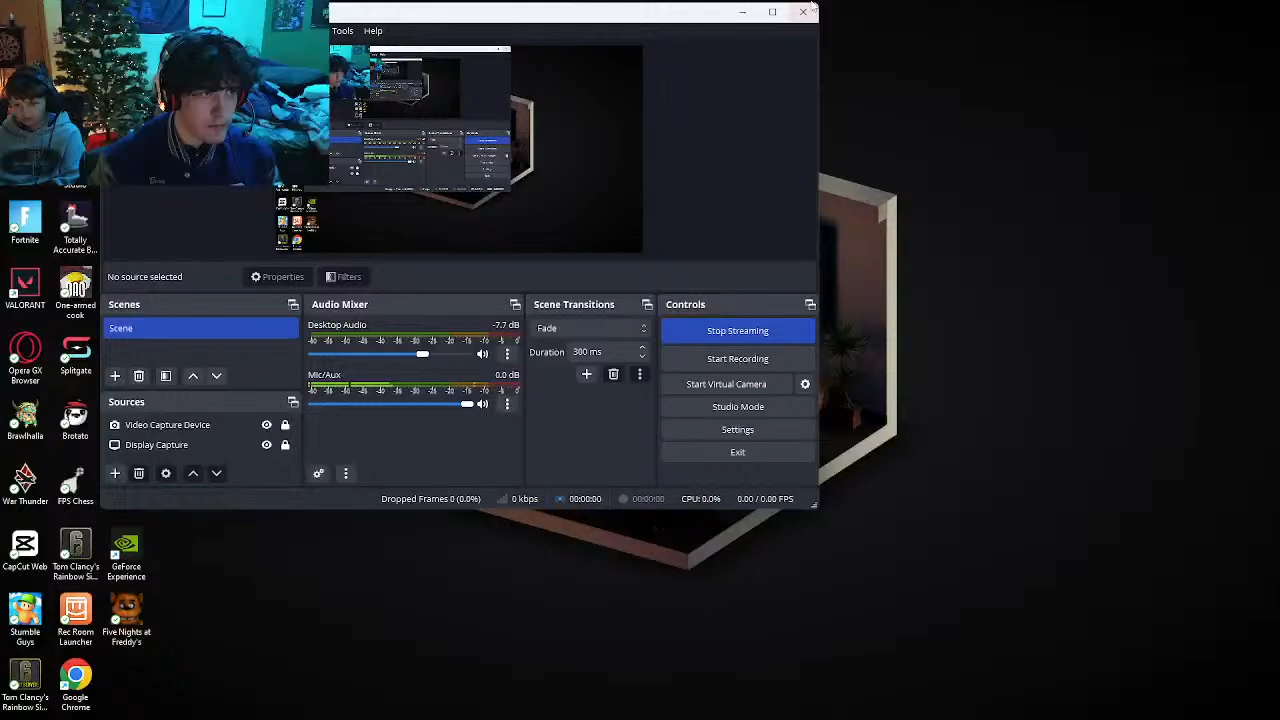 Tools Help
No source selected Properties Filters
Scenes
Scene
Sources
Video Capture Device
Display Capture
Audio Mixer
Desktop Audio -7.7 dB
Mic/Aux 0.0 dB
Scene Transitions
Fade
Duration 300 ms
Controls
Stop Streaming
Start Recording
Start Virtual Camera
Studio Mode
Settings
Exit
Dropped Frames 0 (0.0%) 0 kbps 00:00:00 00:00:00 CPU: 0.0% 0.00 / 0.00 FPS
Fortnite
Totally
Accurate B...
VALORANT
One-armed
cook
Opera GX
Browser
Splitgate
Brawlhalla
Brotato
War Thunder
FPS Chess
CapCut Web
Tom Clancy's
Rainbow Si...
GeForce
Experience
Stumble
Guys
Rec Room
Launcher
Five Nights at
Freddy's
Tom Clancy's
Rainbow Si...
Google
Chrome